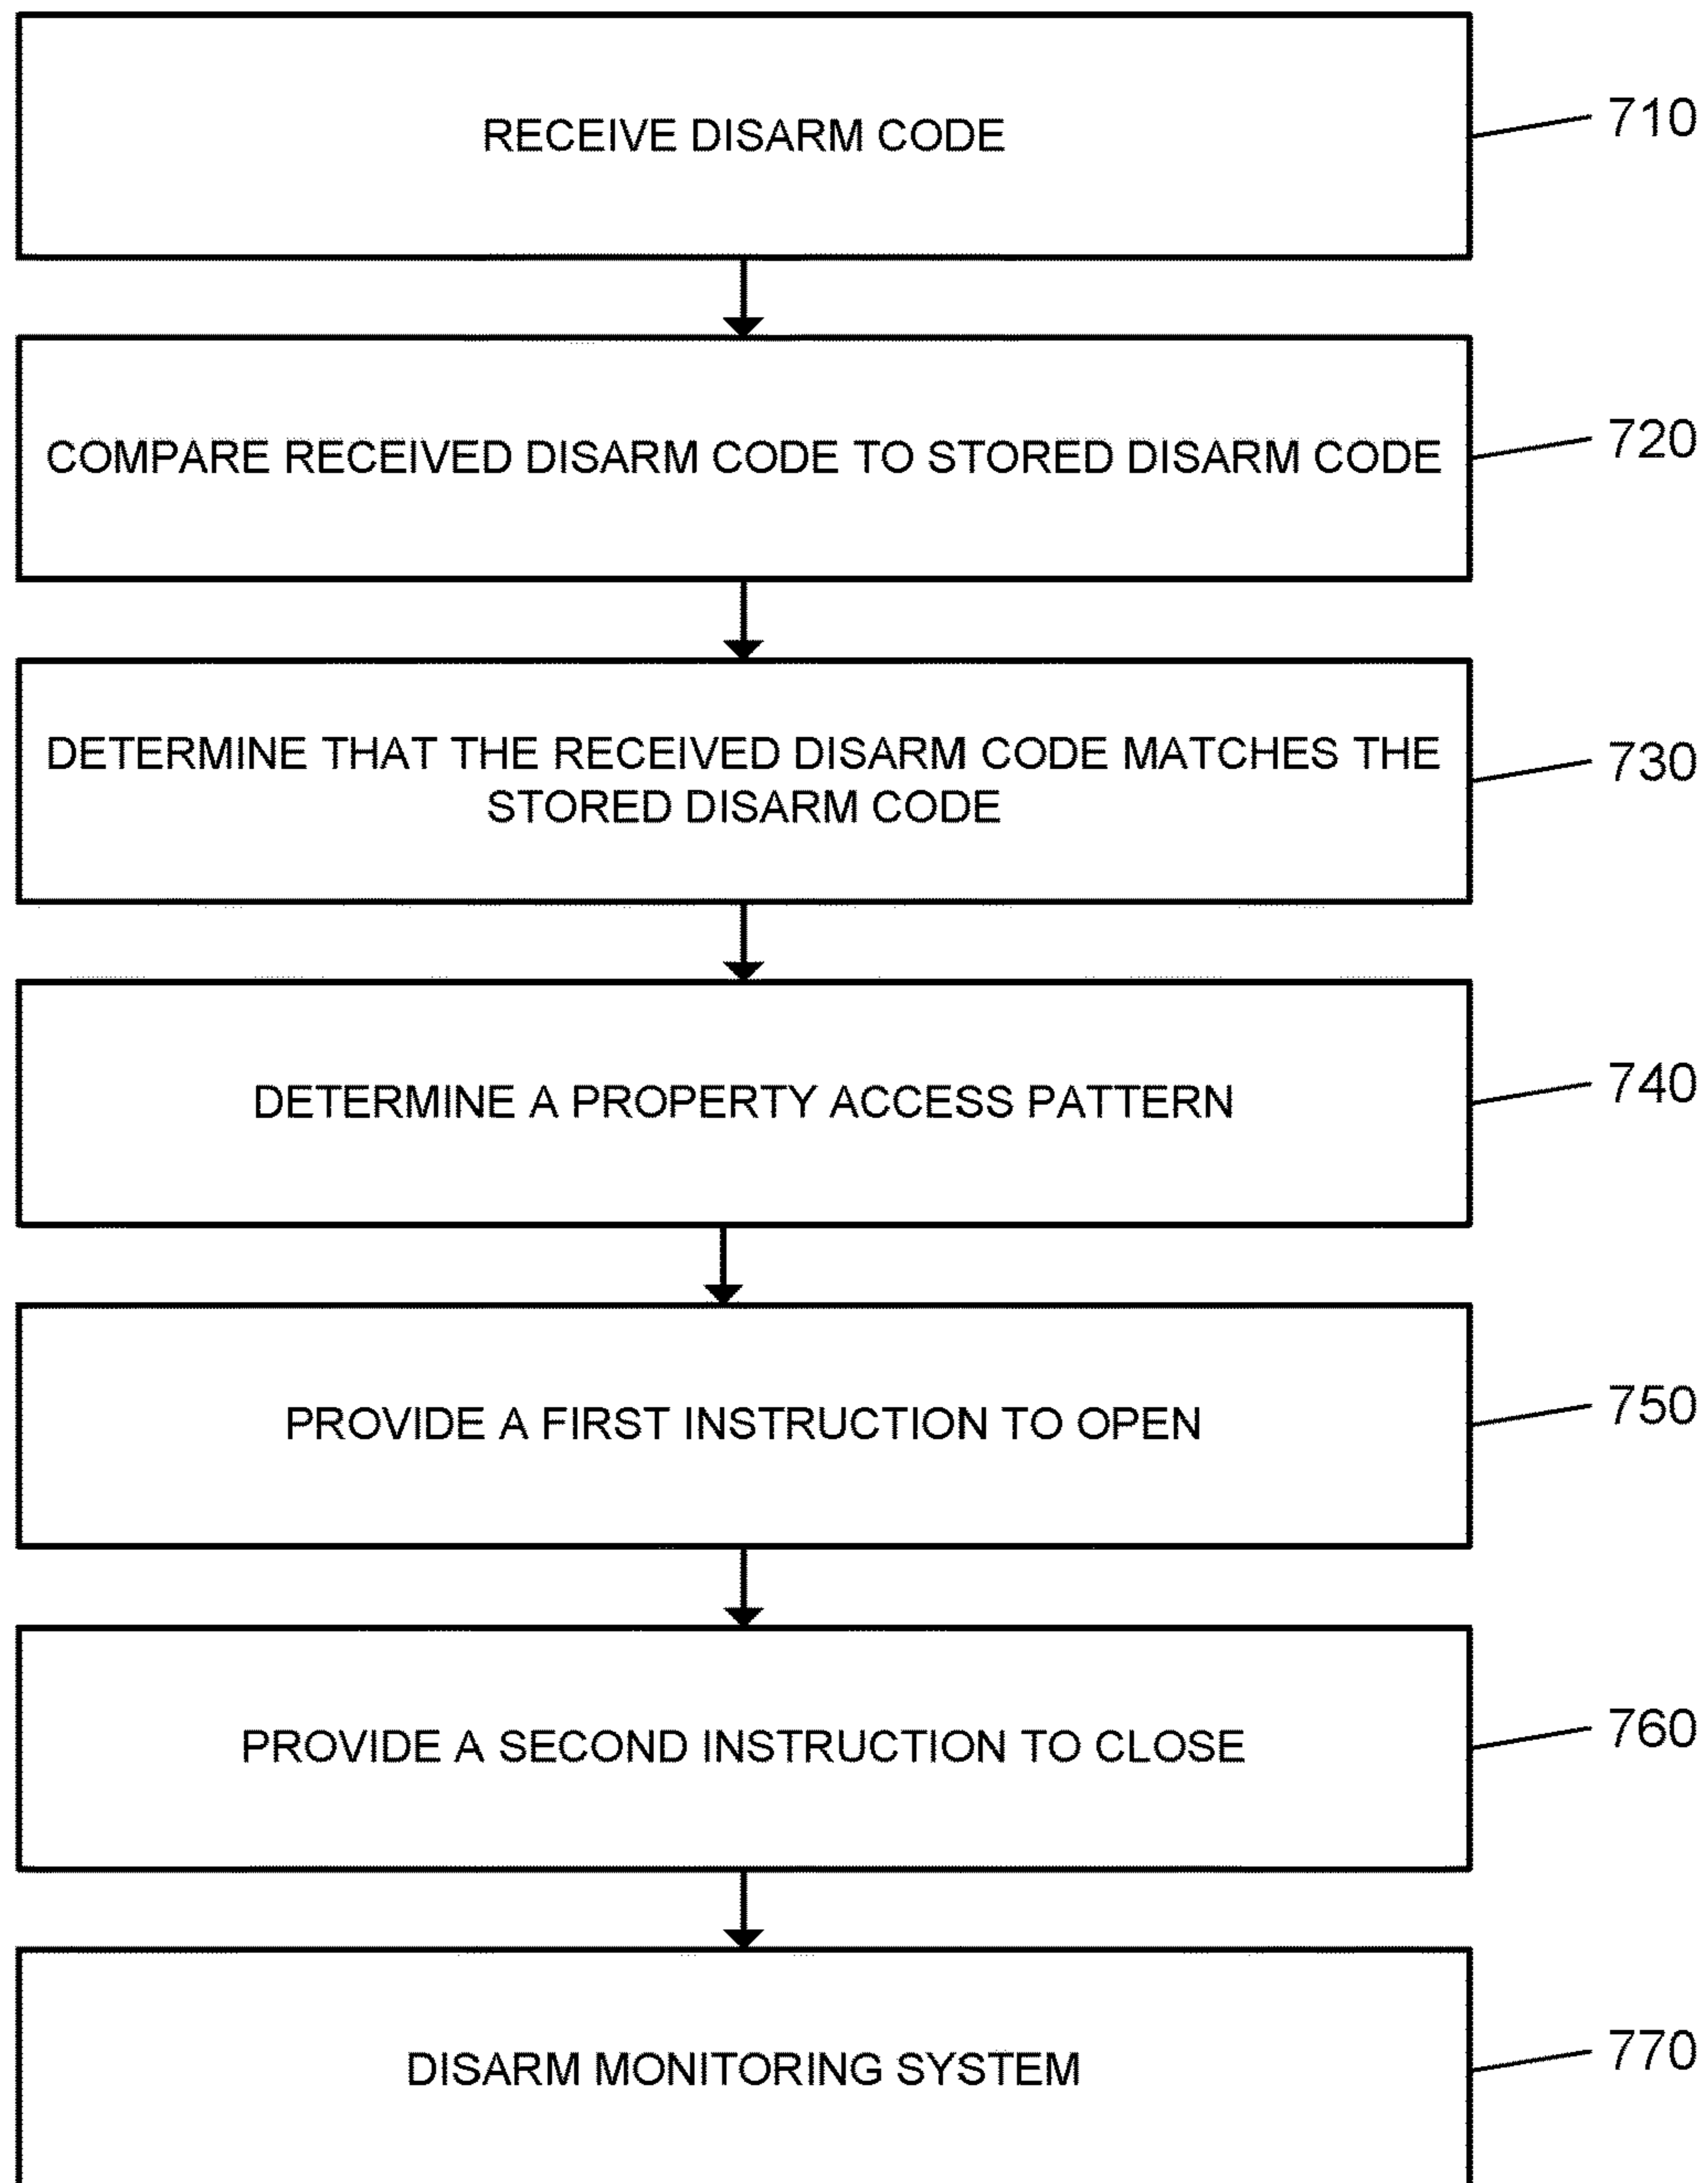 RECEIVE DISARM CODE
710
COMPARE RECEIVED DISARM CODE TO STORED DISARM CODE
720
DETERMINE THAT THE RECEIVED DISARM CODE MATCHES THE
STORED DISARM CODE
730
DETERMINE A PROPERTY ACCESS PATTERN
740
PROVIDE A FIRST INSTRUCTION TO OPEN
750
PROVIDE A SECOND INSTRUCTION TO CLOSE
760
DISARM MONITORING SYSTEM
770